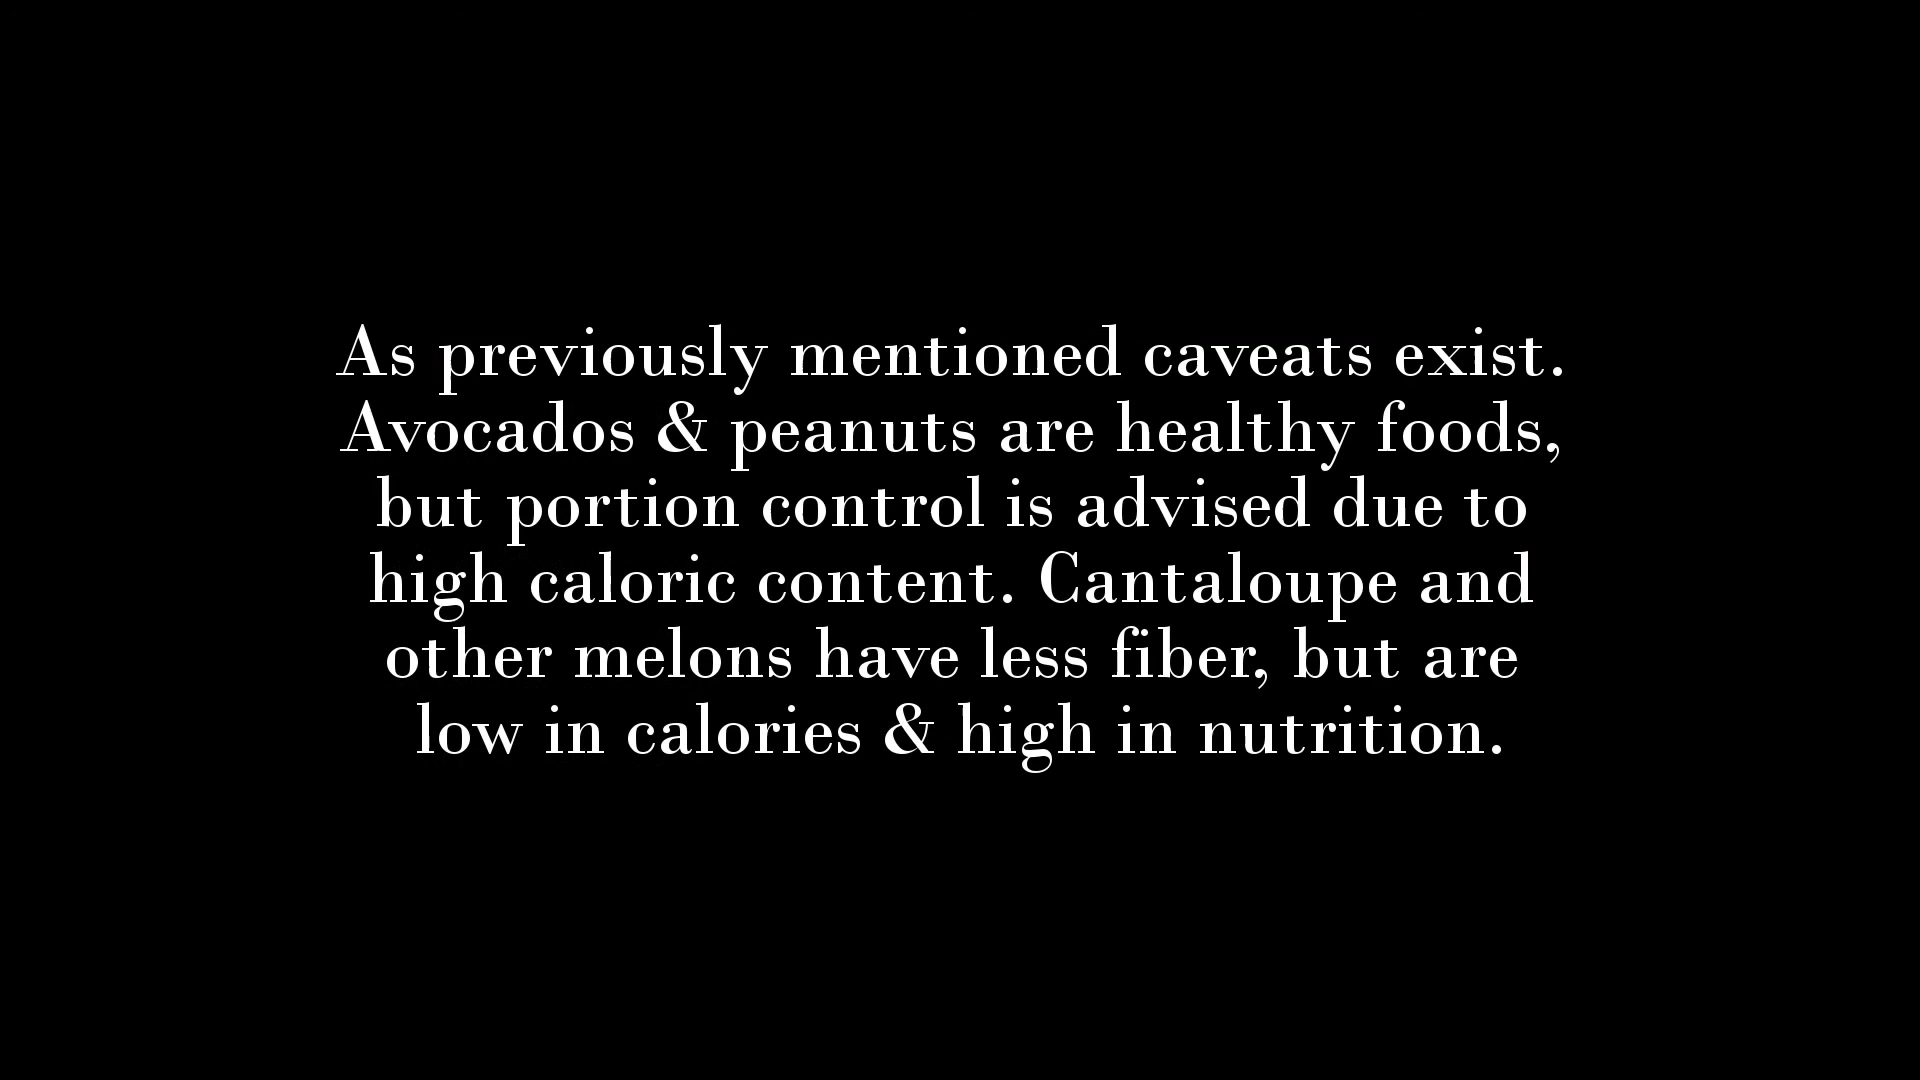 As previously mentioned caveats exist.
Avocados & peanuts are healthy foods,
but portion control is advised due to
high caloric content. Cantaloupe and
other melons have less fiber, but are
low in calories & high in nutrition.